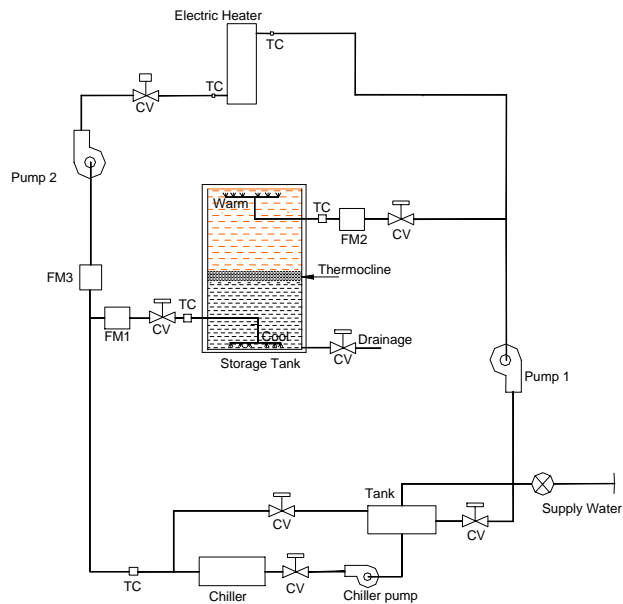 Electric Heater
TC
TC
CV
Pump 2
Warm
TC
FM2
CV
FM3
Thermocline
TC
FM1
CV
Cool
Drainage
CV
Storage Tank
Pump 1
Tank
Supply Water
CV
CV
TC
Chiller
CV
Chiller pump